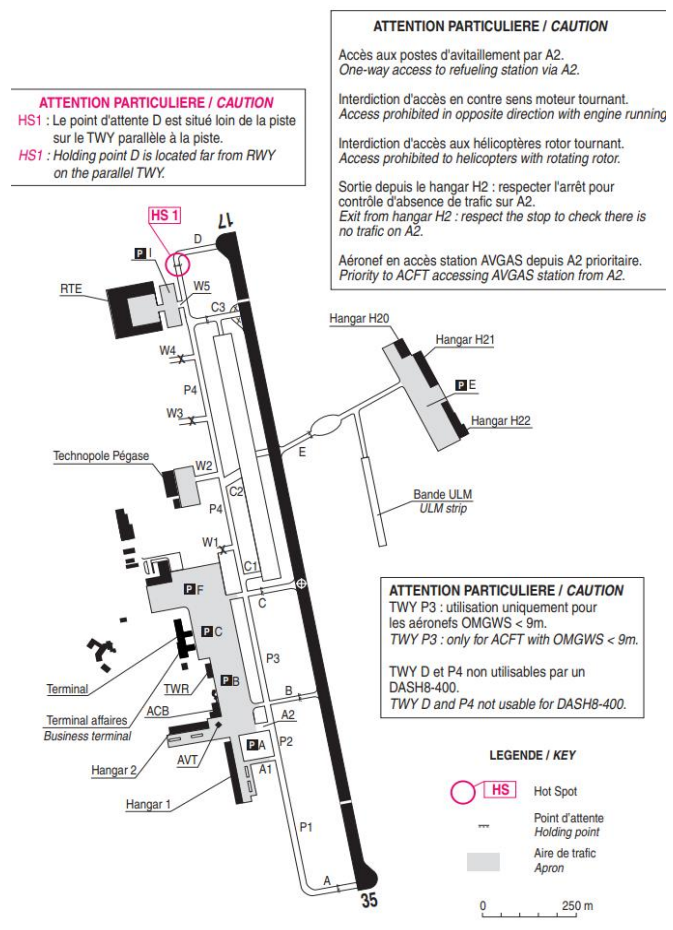 ATTENTION PARTICULIERE / CAUTION
Accès aux postes d'avitaillement par A2.
One-way access to refueling station via A2.
Interdiction d'accès en contre sens moteur tournant.
Access prohibited in opposite direction with engine running
Interdiction d'accès aux hélicoptères rotor tournant.
Access prohibited to helicopters with rotating rotor.
Sortie depuis le hangar H2 : respecter l'arrêt pour
contrôle d'absence de trafic sur A2.
Exit from hangar H2 : respect the stop to check there is
no traffic on A2.
Aéronef en accès station AVGAS depuis A2 prioritaire.
Priority to ACFT accessing AVGAS station from A2.
ATTENTION PARTICULIERE / CAUTION
HS1 : Le point d'attente D est situé loin de la piste
sur le TWY parallèle à la piste.
HS1 : Holding point D is located far from RWY
on the parallel TWY.
HS 1
17
D
P I
RTE
W5
C3
Hangar H20
Hangar H21
W4
P E
P4
W3
Hangar H22
E
Technopole Pégase
W2
C2
P4
Bande ULM
ULM strip
W1
C1
P F
C
P C
P3
Terminal
TWR
P B
B
ACB
A2
Terminal affaires
Business terminal
P A
P2
AVT
A1
Hangar 2
Hangar 1
P1
A
35
ATTENTION PARTICULIERE / CAUTION
TWY P3 : utilisation uniquement pour
les aéronefs OMGWS < 9m.
TWY P3 : only for ACFT with OMGWS < 9m.
TWY D et P4 non utilisables par un
DASH8-400.
TWY D and P4 not usable for DASH8-400.
LEGENDE / KEY
HS
Hot Spot
Point d'attente
Holding point
Aire de trafic
Apron
0 250 m